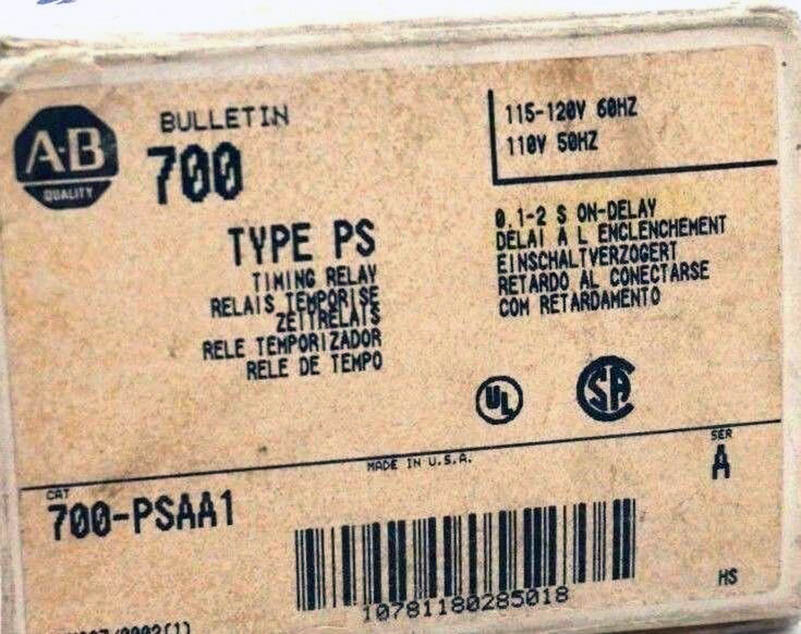 A-B
QUALITY
BULLETIN
700
115-120V 60HZ
110V 50HZ
TYPE PS
TIMING RELAY
RELAIS TEMPORISE
ZEITRELAIS
RELE TEMPORIZADOR
RELE DE TEMPO
0.1-2 S ON-DELAY
DELAI A L ENCLENCHEMENT
EINSCHALTVERZOGERT
RETARDO AL CONECTARSE
COM RETARDAMENTO
UL
SA
MADE IN U.S.A.
SER
A
CAT
700-PSAA1
10781180285018
HS